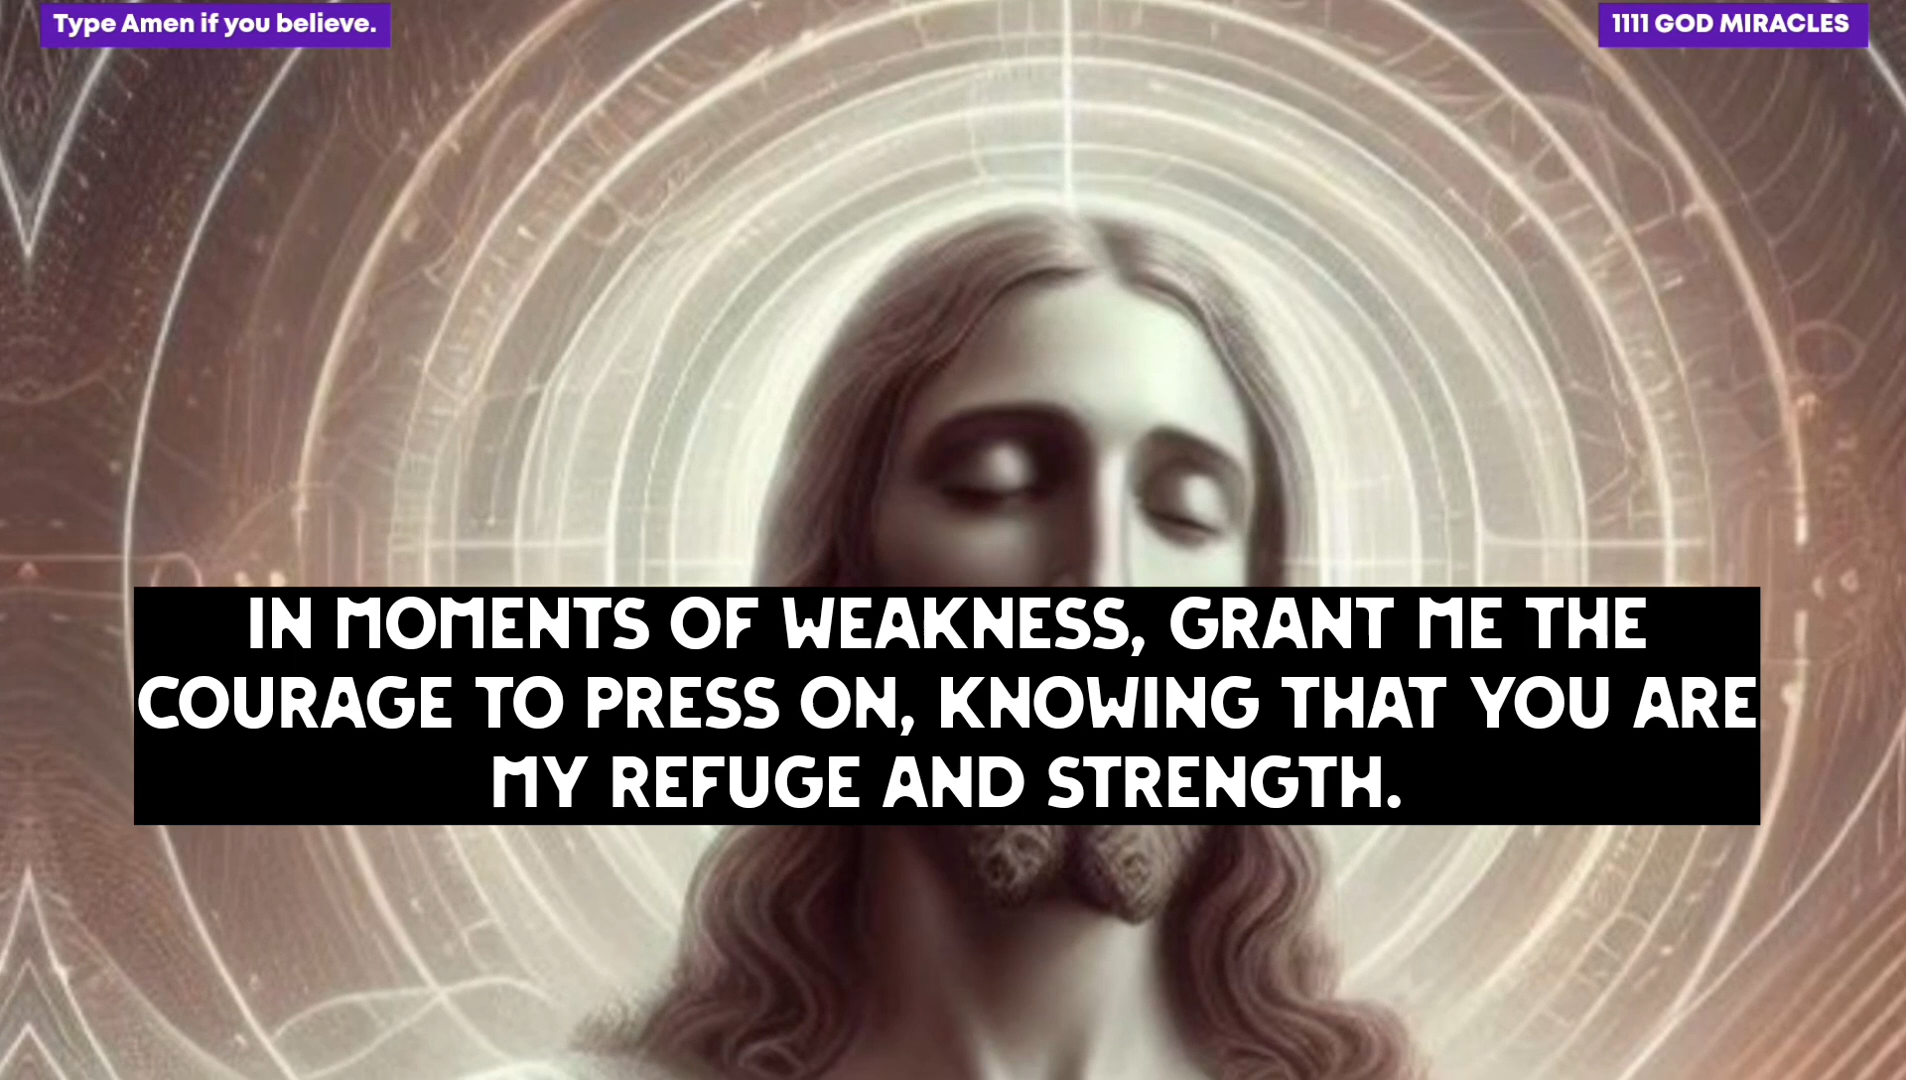 Type Amen if you believe.
1111 GOD MIRACLES
IN MOMENTS OF WEAKNESS, GRANT ME THE
COURAGE TO PRESS ON, KNOWING THAT YOU ARE
MY REFUGE AND STRENGTH.